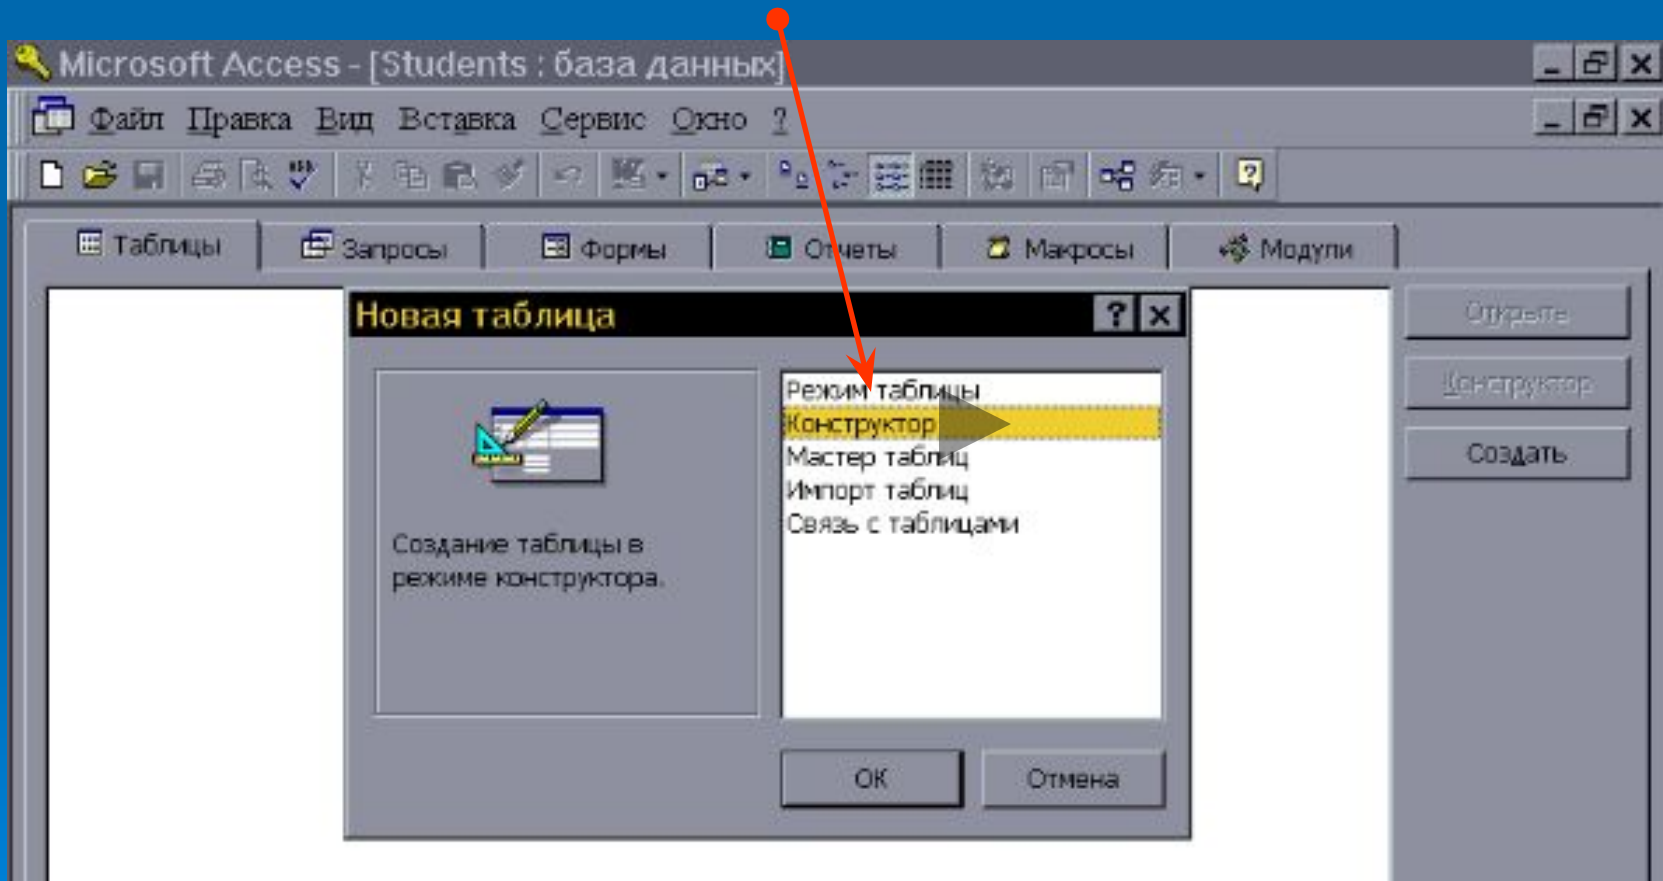 Microsoft Access - [Students : база данных]
Файл Правка Вид Вставка Сервис Окно ?
Таблицы Запросы Формы Отчеты Макросы Модули
Новая таблица
Открыть
Режим таблицы
Конструктор
Конструктор
Мастер таблиц
Создать
Импорт таблиц
Связь с таблицами
Создание таблицы в
режиме конструктора.
ОК Отмена